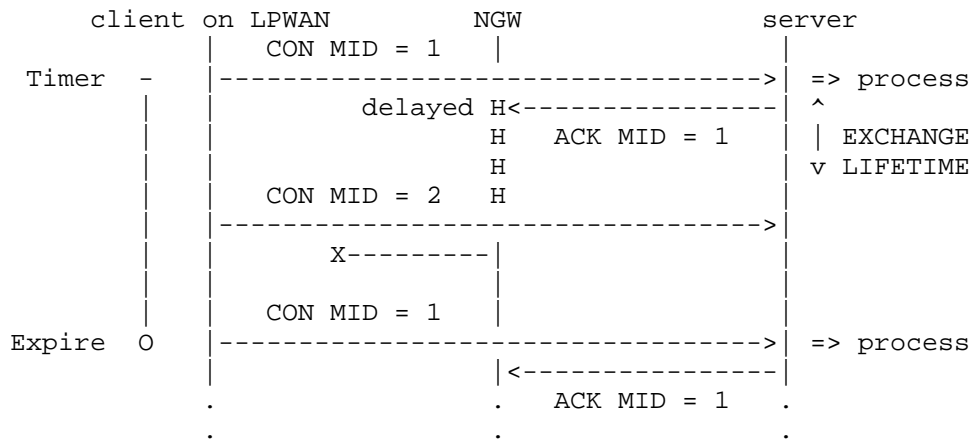 client on LPWAN NGW server
CON MID = 1
Timer - => process
delayed H ^
H ACK MID = 1 EXCHANGE
H v LIFETIME
CON MID = 2 H
X
CON MID = 1
Expire O => process
ACK MID = 1